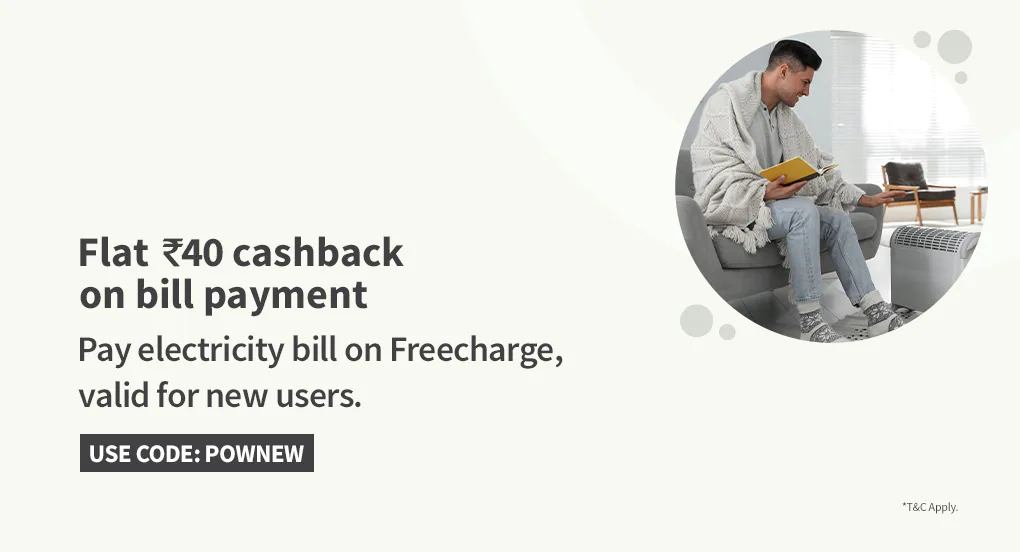 Flat ₹40 cashback
on bill payment
Pay electricity bill on Freecharge,
valid for new users.
USE CODE: POWNEW
*T&C Apply.